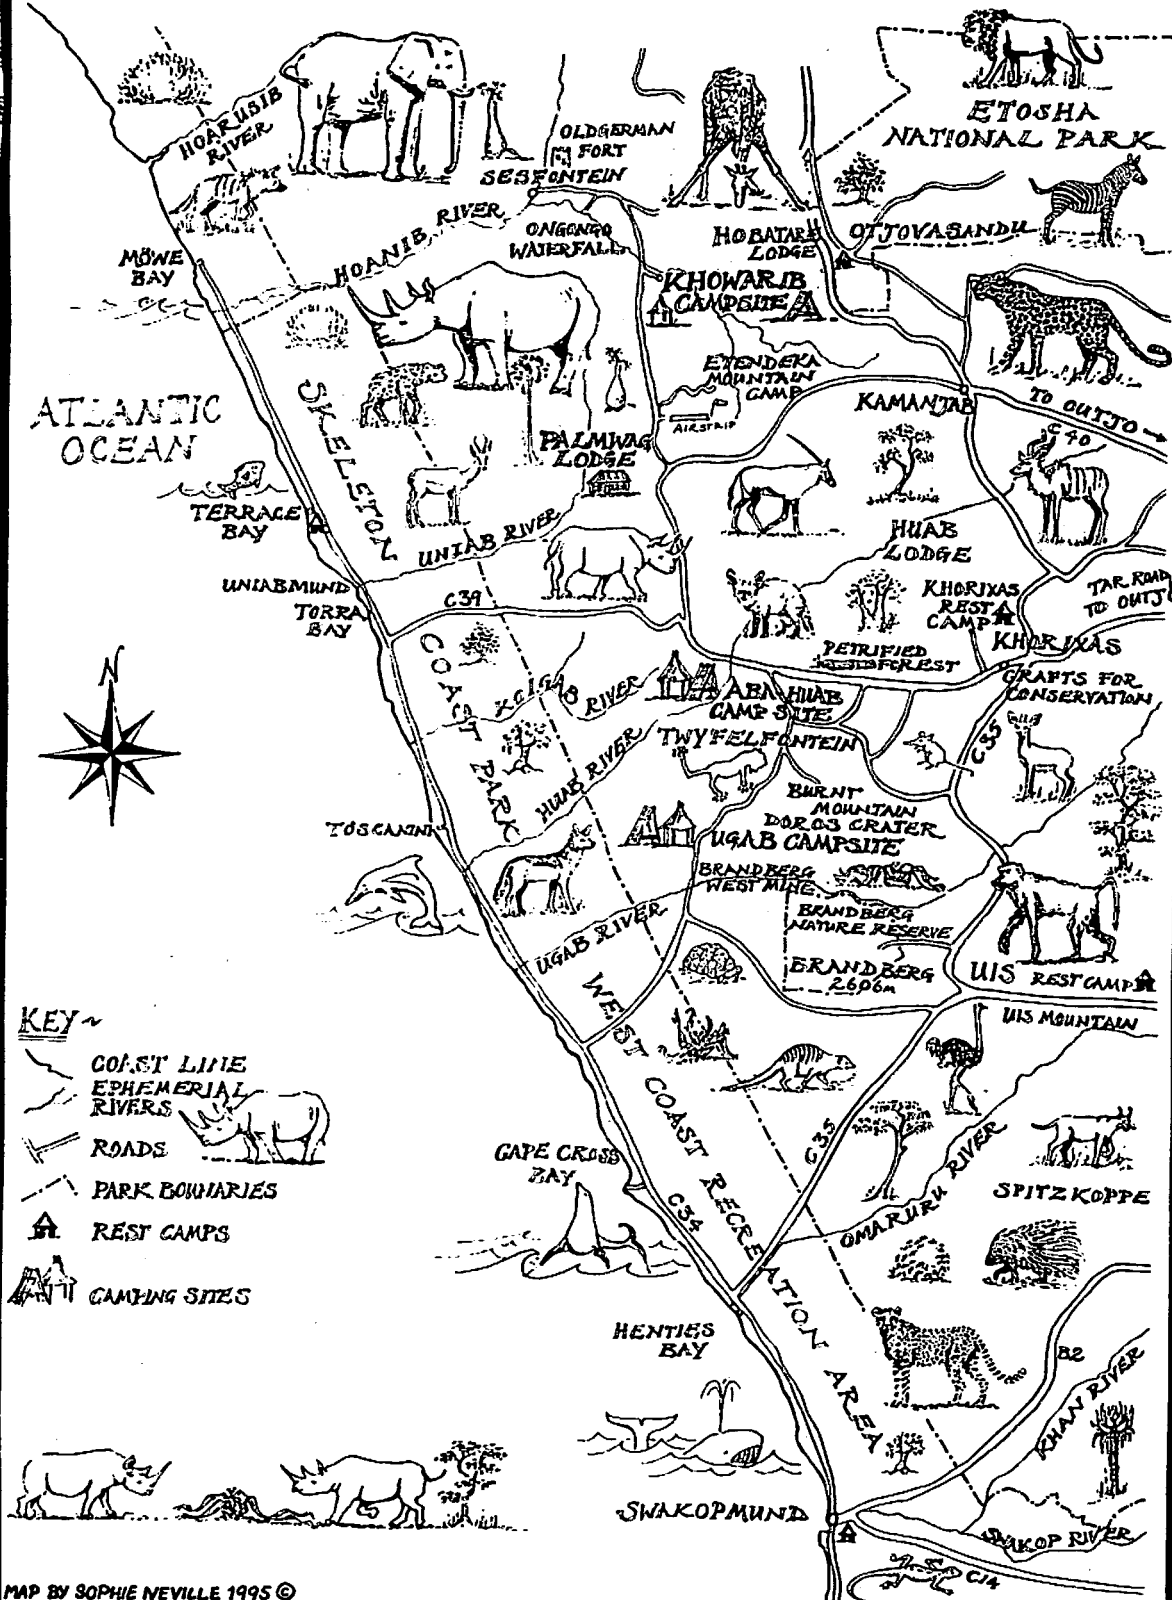 ETOSHA
NATIONAL PARK
HOARUSIB
RIVER
OLD GERMAN
FORT
SESFONTEIN
HOANIB RIVER
ONGONGO
WATERFALL
HOBATARE
LODGE
OTJOVASANDU
MÖWE
BAY
KHOWARIB
CAMPSITE
ETENDEKA
MOUNTAIN
CAMP
AIRSTRIP
KAMANJAB
TO OUTJO
C40
ATLANTIC
OCEAN
SKELETON
COAST PARK
PALMWAG
LODGE
TERRACE
BAY
UNIAB RIVER
HUAB
LODGE
UNIABMUND
TORRA
BAY
C39
KHORIXAS
REST
CAMP
TAR ROAD
TO OUTJO
KHORIXAS
PETRIFIED
FOREST
CRAFTS FOR
CONSERVATION
N
KOIGAB RIVER
ABA-HUAB
CAMP SITE
TWYFELFONTEIN
C35
HUAB RIVER
BURNT
MOUNTAIN
DOROS CRATER
TOSCANINI
UGAB CAMPSITE
BRANDBERG
WEST MINE
UGAB RIVER
BRANDBERG
NATURE RESERVE
BRANDBERG
2606m
UIS REST CAMP
UIS MOUNTAIN
WEST COAST RECREATION AREA
KEY ~
COAST LINE
EPHEMERIAL
RIVERS
ROADS
PARK BOUNARIES
REST CAMPS
CAMPING SITES
CAPE CROSS
BAY
C34
C35
OMARURU RIVER
SPITZKOPPE
HENTIES
BAY
B2
KHAN RIVER
SWAKOPMUND
SWAKOP RIVER
C14
MAP BY SOPHIE NEVILLE 1995 ©